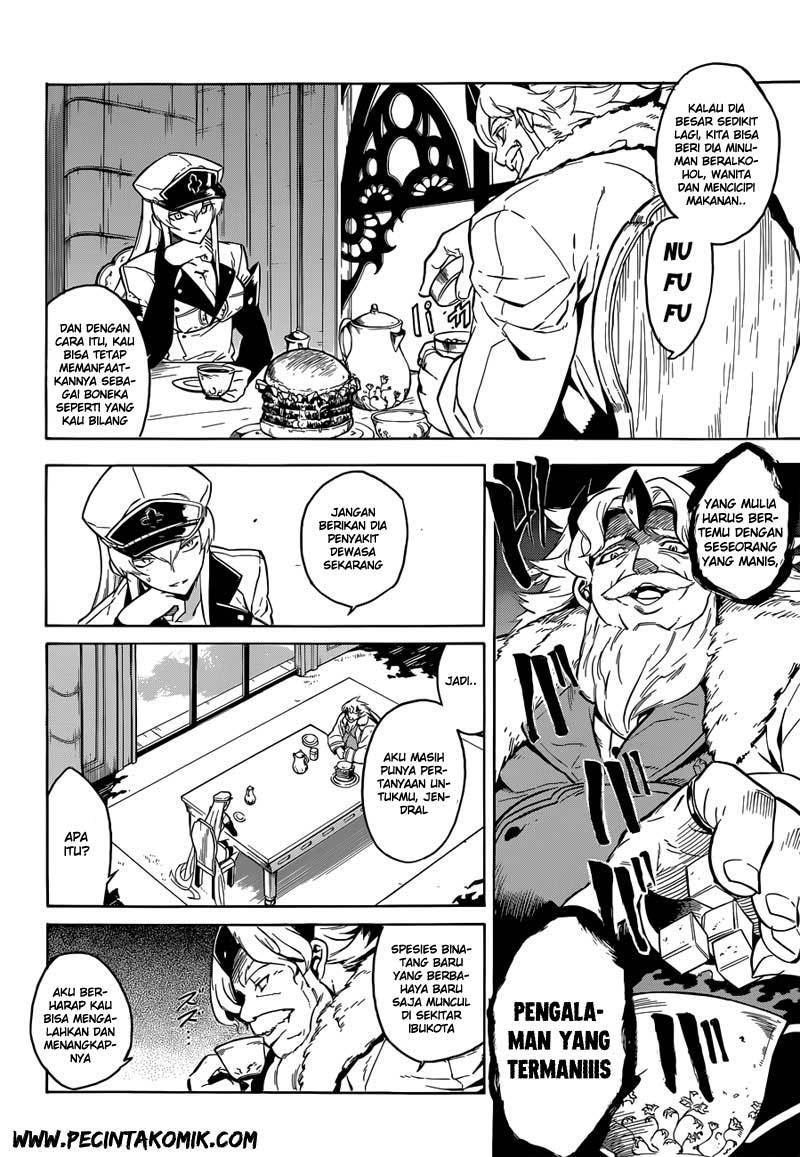 KALAU DIA
BESAR SEDIKIT
LAGI, KITA BISA
BERI DIA MINU-
MAN BERALKO-
HOL, WANITA
DAN MENCICIPI
MAKANAN..
NU
FU
FU
DAN DENGAN
CARA ITU, KAU
BISA TETAP
MEMANFAAT-
KANNYA SEBA-
GAI BONEKA
SEPERTI YANG
KAU BILANG
YANG MULIA
HARUS BER-
TEMU DENGAN
SESEORANG
YANG MANIS,
PENGALA-
MAN YANG
TERMANIIIS
JANGAN
BERIKAN DIA
PENYAKIT
DEWASA
SEKARANG
JADI..
AKU MASIH
PUNYA PER-
TANYAAN UN-
TUKMU, JEN-
DRAL
APA
ITU?
SPESIES BINA-
TANG BARU
YANG BERBA-
HAYA BARU
SAJA MUNCUL
DI SEKITAR
IBUKOTA
AKU BER-
HARAP KAU
BISA MENGA-
LAHKAN DAN
MENANGKAP-
NYA
WWW.PECINTAKOMIK.COM